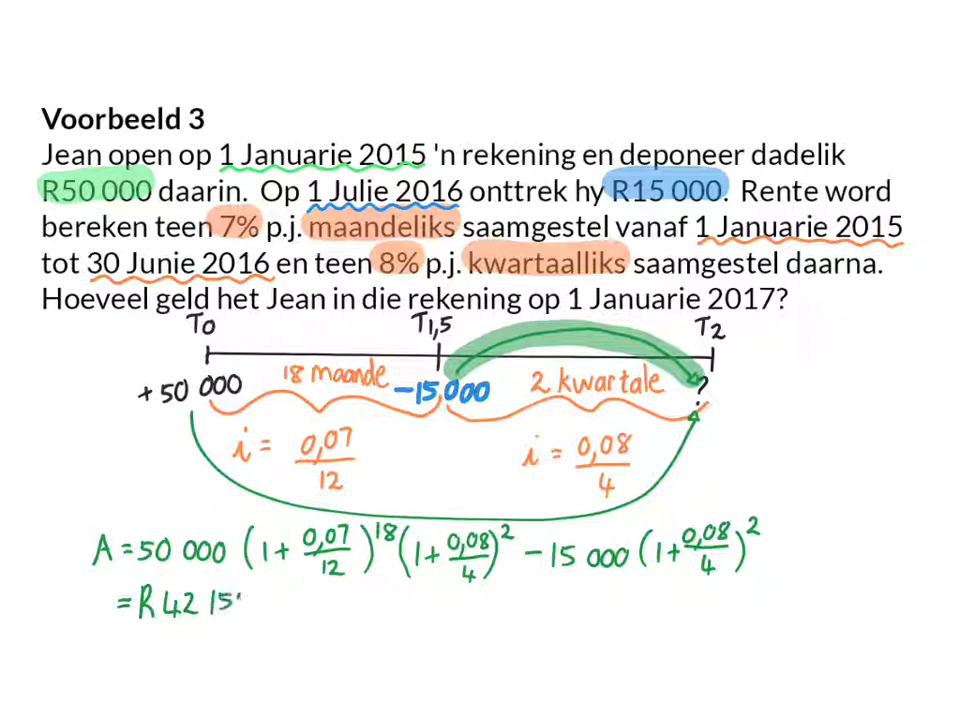 Voorbeeld 3
Jean open op 1 Januarie 2015 'n rekening en deponeer dadelik
R50 000 daarin. Op 1 Julie 2016 onttrek hy R15 000. Rente word
bereken teen 7% p.j. maandeliks saamgestel vanaf 1 Januarie 2015
tot 30 Junie 2016 en teen 8% p.j. kwartaalliks saamgestel daarna.
Hoeveel geld het Jean in die rekening op 1 Januarie 2017?
T0 T1,5 T2
+50 000 18 maande -15 000 2 kwartale ?
i = 0,07/12 i = 0,08/4
A = 50 000 (1+ 0,07/12)^18 (1+ 0,08/4)^2 - 15 000 (1+ 0,08/4)^2
= R42 15